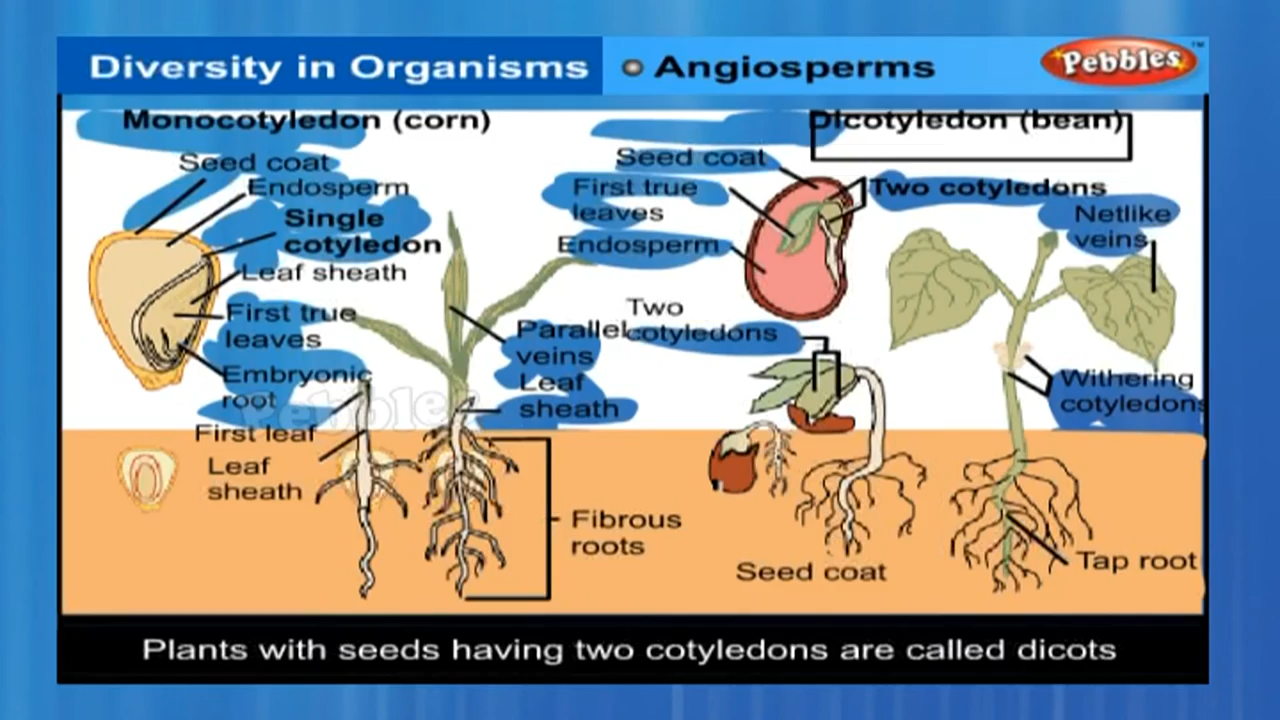 Diversity in Organisms
Angiosperms
Pebbles™
Monocotyledon (corn)
Seed coat
Endosperm
Single
cotyledon
Leaf sheath
First true
leaves
Embryonic
root
First leaf
Leaf
sheath
Parallel
veins
Leaf
sheath
Fibrous
roots
Dicotyledon (bean)
Seed coat
First true
leaves
Endosperm
Two cotyledons
Netlike
veins
Two
cotyledons
Withering
cotyledons
Seed coat
Tap root
Pebbles
Plants with seeds having two cotyledons are called dicots